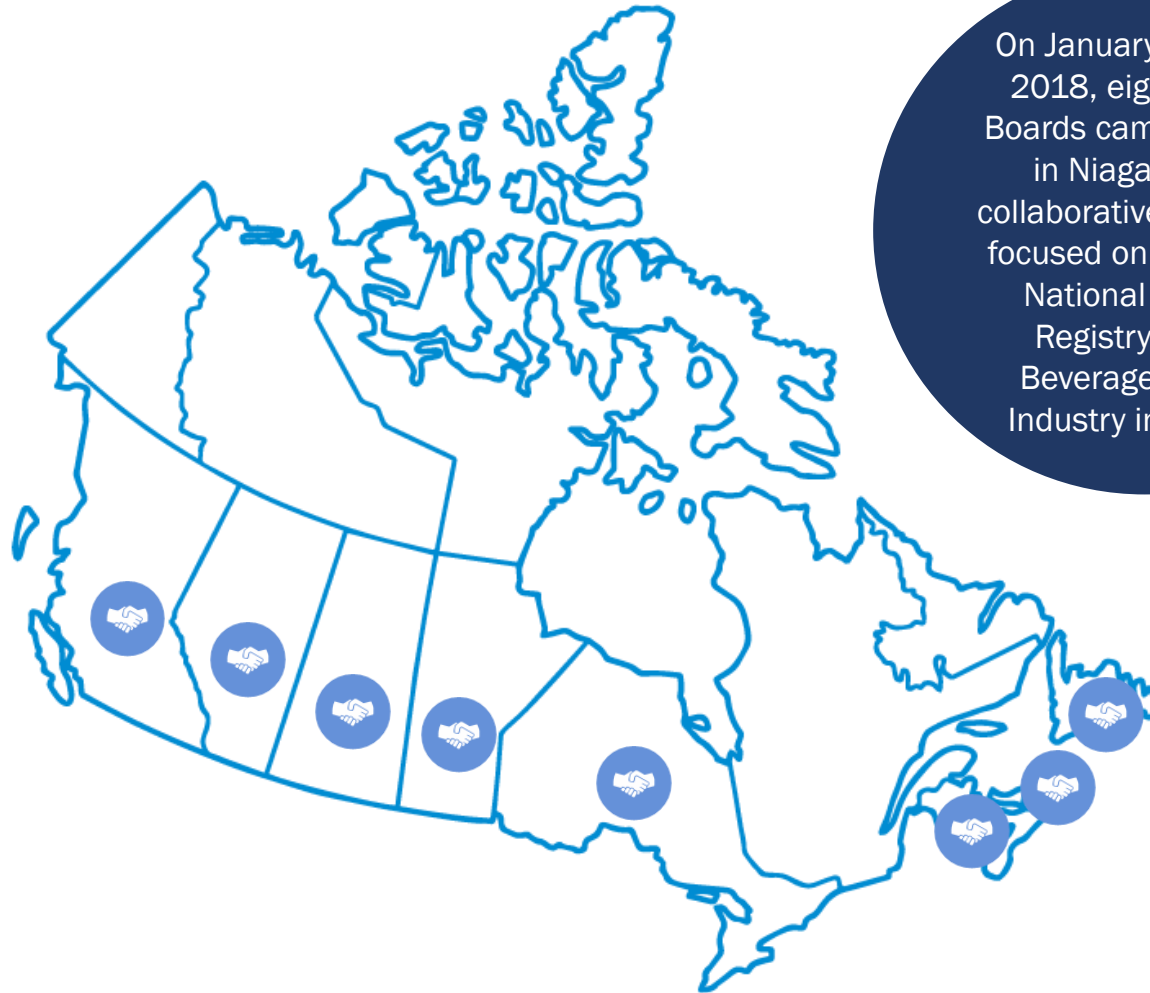 On January
2018, eig
Boards cam
in Niaga
collaborative
focused on
National
Registry
Beverage
Industry in